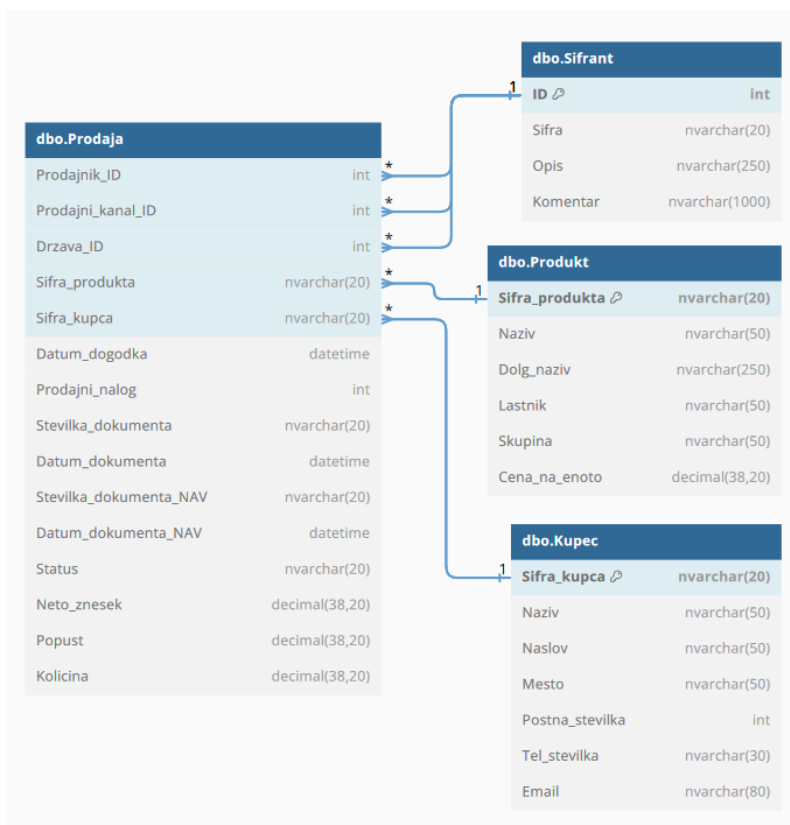 dbo.Sifrant
1 ID int
Sifra nvarchar(20)
Opis nvarchar(250)
Komentar nvarchar(1000)
dbo.Prodaja
Prodajnik_ID int *
Prodajni_kanal_ID int *
Drzava_ID int *
Sifra_produkta nvarchar(20) *
Sifra_kupca nvarchar(20) *
Datum_dogodka datetime
Prodajni_nalog int
Stevilka_dokumenta nvarchar(20)
Datum_dokumenta datetime
Stevilka_dokumenta_NAV nvarchar(20)
Datum_dokumenta_NAV datetime
Status nvarchar(20)
Neto_znesek decimal(38,20)
Popust decimal(38,20)
Kolicina decimal(38,20)
dbo.Produkt
1 Sifra_produkta nvarchar(20)
Naziv nvarchar(50)
Dolg_naziv nvarchar(250)
Lastnik nvarchar(50)
Skupina nvarchar(50)
Cena_na_enoto decimal(38,20)
dbo.Kupec
1 Sifra_kupca nvarchar(20)
Naziv nvarchar(50)
Naslov nvarchar(50)
Mesto nvarchar(50)
Postna_stevilka int
Tel_stevilka nvarchar(30)
Email nvarchar(80)